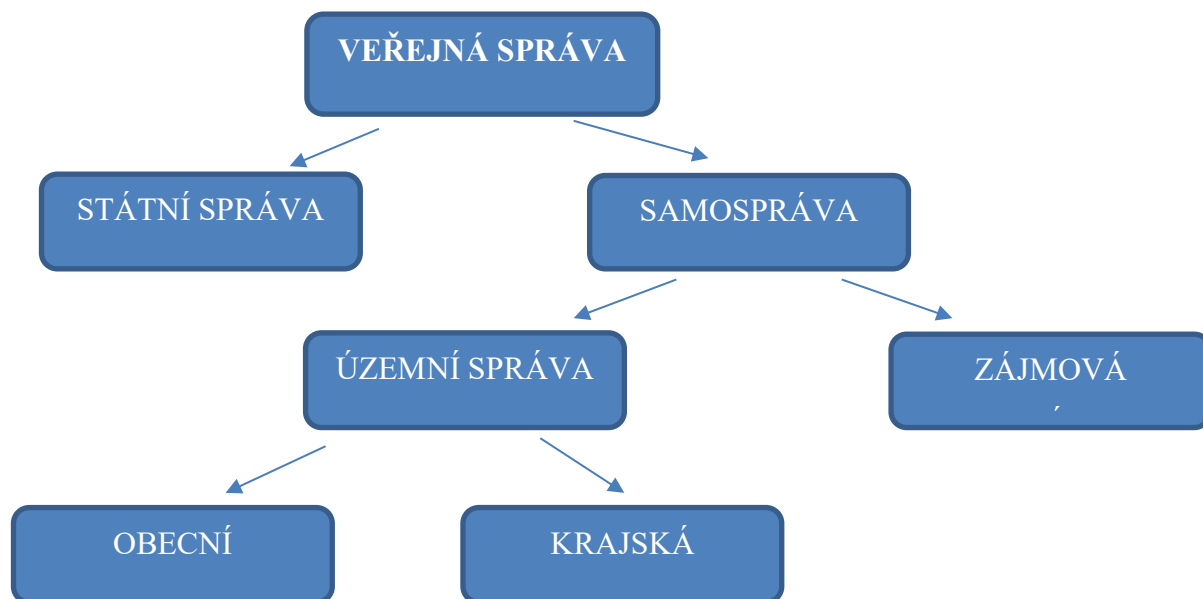 VEŘEJNÁ SPRÁVA
STÁTNÍ SPRÁVA
SAMOSPRÁVA
ÚZEMNÍ SPRÁVA
ZÁJMOVÁ
OBECNÍ
KRAJSKÁ